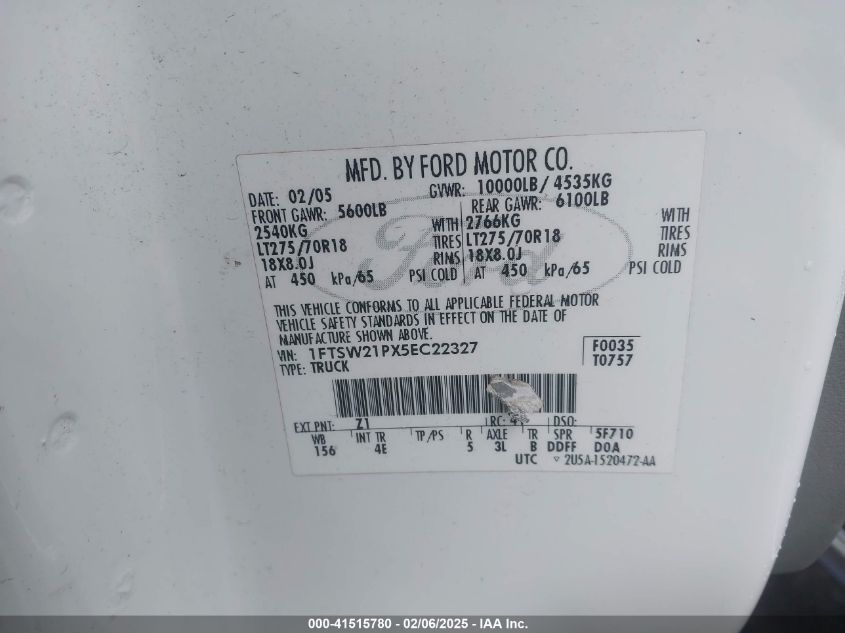 MFD. BY FORD MOTOR CO.
DATE: 02/05 GVWR: 10000LB/ 4535KG
FRONT GAWR: 5600LB REAR GAWR: 6100LB
2540KG WITH 2766KG WITH
LT275/70R18 TIRES LT275/70R18 TIRES
18X8.0J RIMS 18X8.0J RIMS
AT 450 kPa/65 PSI COLD AT 450 kPa/65 PSI COLD
Ford
THIS VEHICLE CONFORMS TO ALL APPLICABLE FEDERAL MOTOR
VEHICLE SAFETY STANDARDS IN EFFECT ON THE DATE OF
MANUFACTURE SHOWN ABOVE.
VIN: 1FTSW21PX5EC22327 F0035
TYPE: TRUCK T0757
EXT PNT: Z1 RC: DSO:
WB INT TR TP/PS R AXLE TR SPR 5F710
156 4E 5 3L B DDFF D0A
UTC ▽ 2U5A-1520472-AA
000-41515780 - 02/06/2025 - IAA Inc.